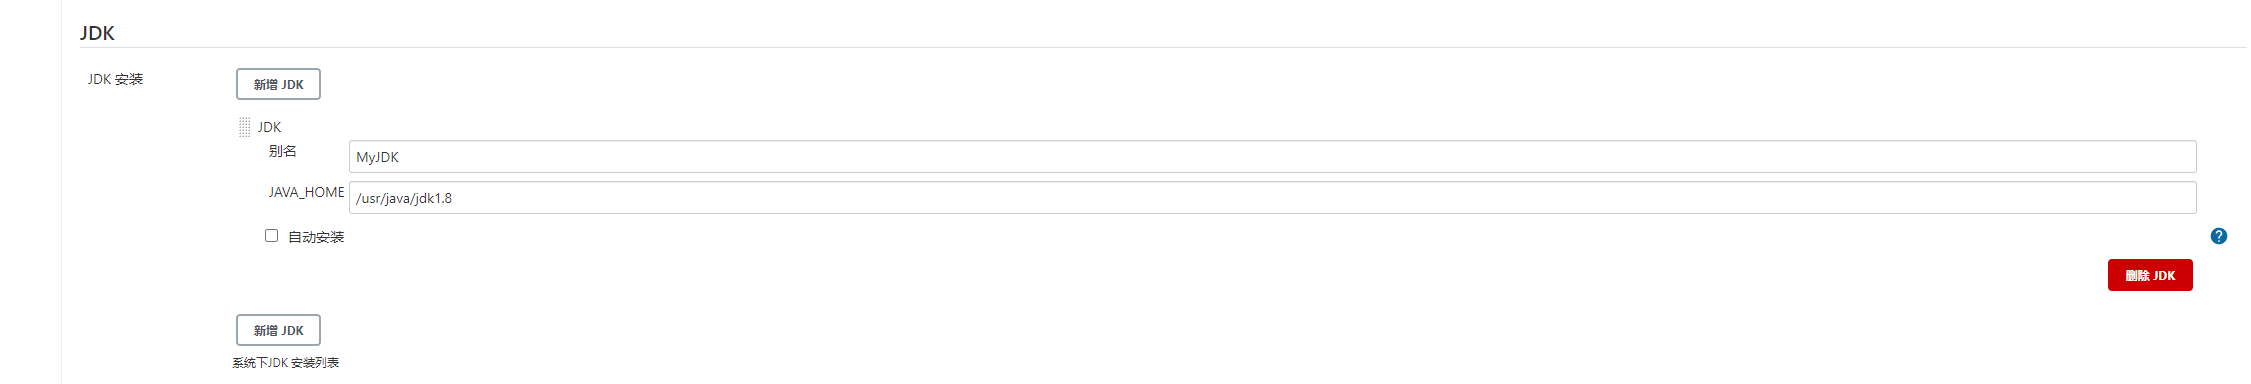 JDK
JDK 安装
新增 JDK
JDK
别名
MyJDK
JAVA_HOME
/usr/java/jdk1.8
自动安装
?
删除 JDK
新增 JDK
系统下JDK 安装列表